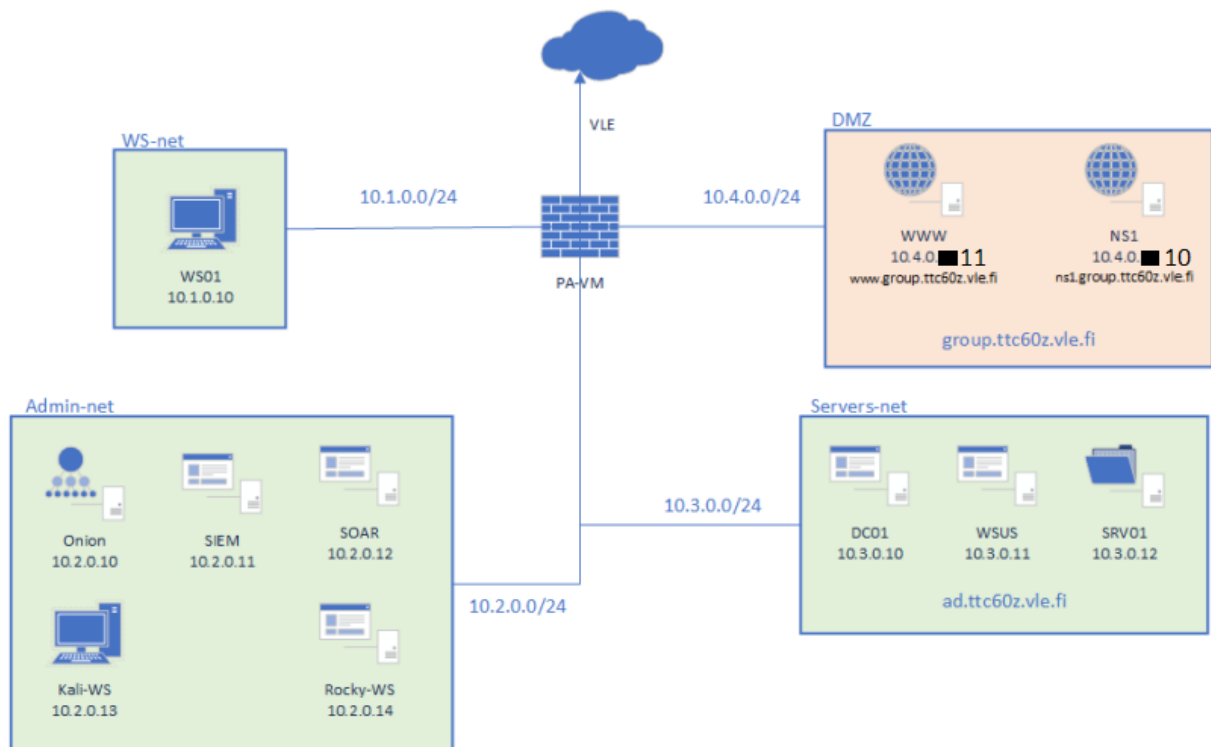 VLE
WS-net
WS01
10.1.0.10
10.1.0.0/24
PA-VM
10.4.0.0/24
DMZ
WWW
10.4.0. 11
www.group.ttc60z.vle.fi
NS1
10.4.0. 10
ns1.group.ttc60z.vle.fi
group.ttc60z.vle.fi
Admin-net
Onion
10.2.0.10
SIEM
10.2.0.11
SOAR
10.2.0.12
Kali-WS
10.2.0.13
Rocky-WS
10.2.0.14
10.2.0.0/24
10.3.0.0/24
Servers-net
DC01
10.3.0.10
WSUS
10.3.0.11
SRV01
10.3.0.12
ad.ttc60z.vle.fi